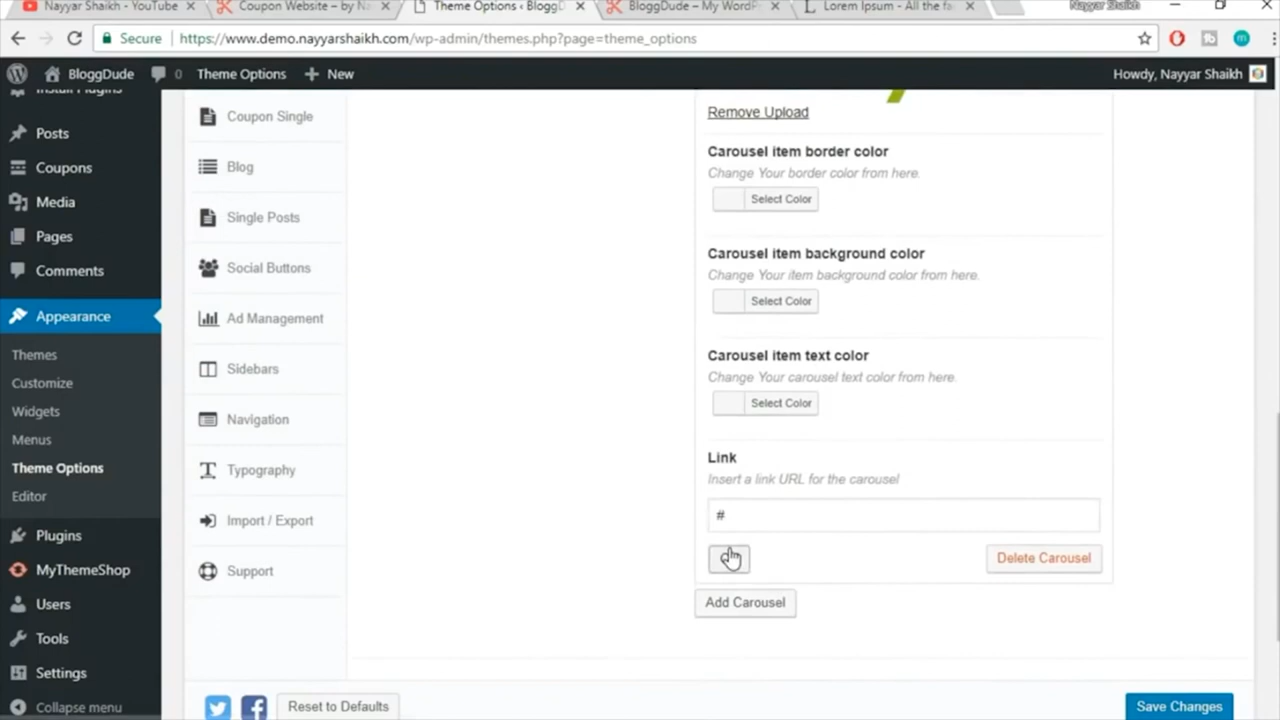 Nayyar Shaikh - YouTube
Coupon Website – by Na
Theme Options ‹ BloggD
BloggDude – My WordP
Lorem Ipsum - All the fa
Nayyar Shaikh
Secure
https://www.demo.nayyarshaikh.com/wp-admin/themes.php?page=theme_options
BloggDude
0
Theme Options
New
Howdy, Nayyar Shaikh
Install Plugins
Posts
Coupons
Media
Pages
Comments
Appearance
Themes
Customize
Widgets
Menus
Theme Options
Editor
Plugins
MyThemeShop
Users
Tools
Settings
Collapse menu
Coupon Single
Blog
Single Posts
Social Buttons
Ad Management
Sidebars
Navigation
Typography
Import / Export
Support
Remove Upload
Carousel item border color
Change Your border color from here.
Select Color
Carousel item background color
Change Your item background color from here.
Select Color
Carousel item text color
Change Your carousel text color from here.
Select Color
Link
Insert a link URL for the carousel
#
Delete Carousel
Add Carousel
Reset to Defaults
Save Changes